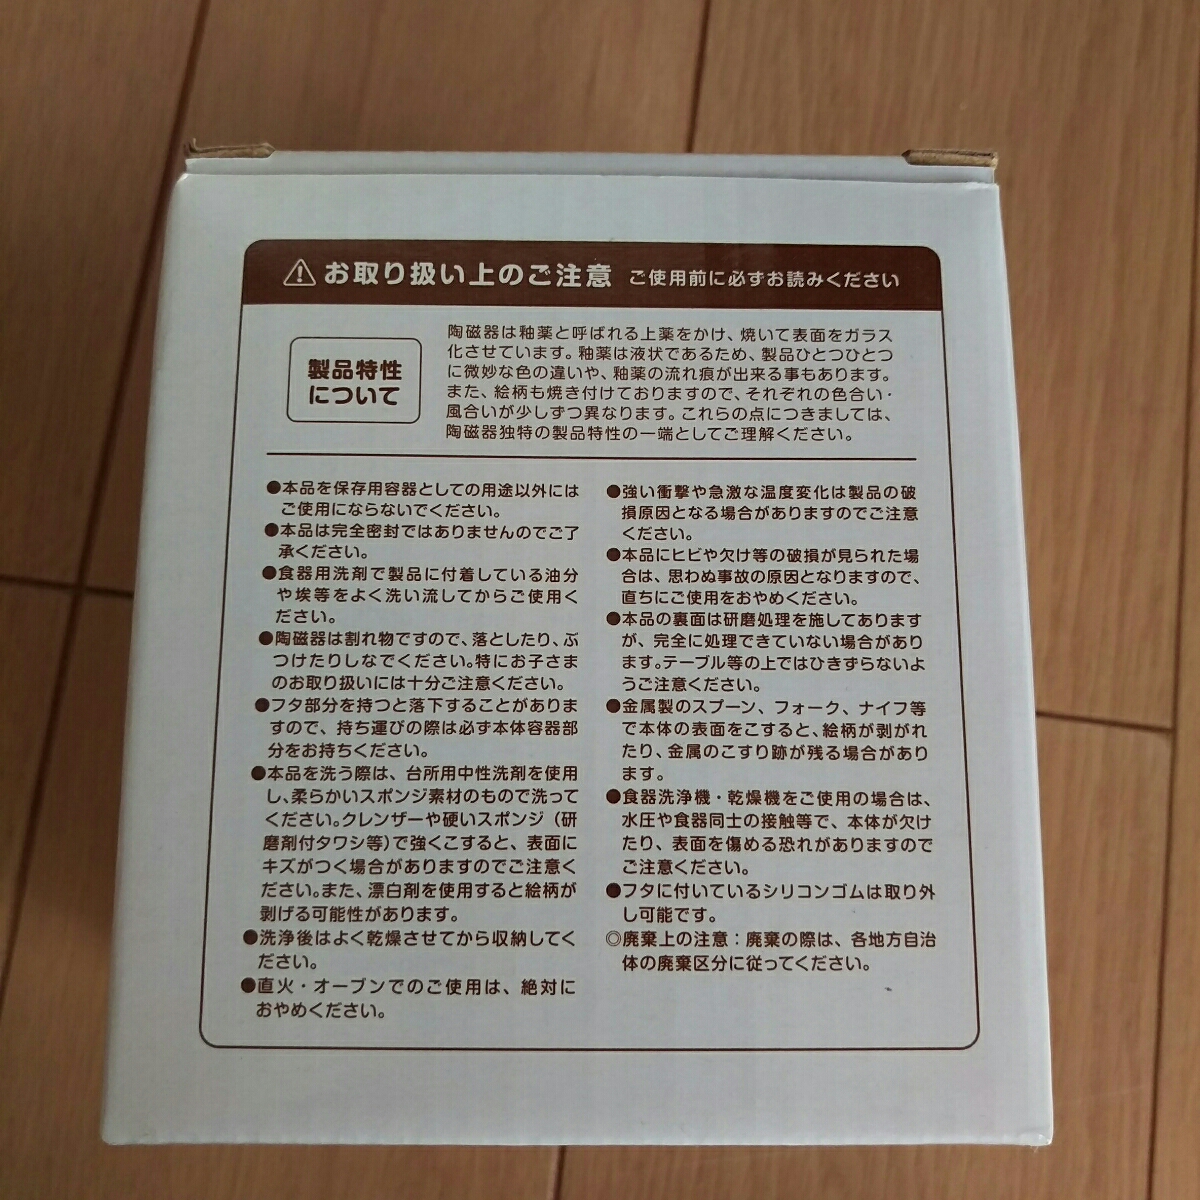 ⚠お取り扱い上のご注意 ご使用前に必ずお読みください
製品特性
について
陶磁器は釉薬と呼ばれる上薬をかけ、焼いて表面をガラス
化させています。釉薬は液状であるため、製品ひとつひとつ
に微妙な色の違いや、釉薬の流れ痕が出来る事もあります。
また、絵柄も焼き付けておりますので、それぞれの色合い・
風合いが少しずつ異なります。これらの点につきましては、
陶磁器独特の製品特性の一端としてご理解ください。
●本品を保存用容器としての用途以外には
ご使用にならないでください。
●本品は完全密封ではありませんのでご了
承ください。
●食器用洗剤で製品に付着している油分
や埃等をよく洗い流してからご使用く
ださい。
●陶磁器は割れ物ですので、落としたり、ぶ
つけたりしなでください。特にお子さま
のお取り扱いには十分ご注意ください。
●フタ部分を持つと落下することがありま
すので、持ち運びの際は必ず本体容器部
分をお持ちください。
●本品を洗う際は、台所用中性洗剤を使用
し、柔らかいスポンジ素材のもので洗って
ください。クレンザーや硬いスポンジ（研
磨剤付タワシ等）で強くこすると、表面に
キズがつく場合がありますのでご注意く
ださい。また、漂白剤を使用すると絵柄が
剥げる可能性があります。
●洗浄後はよく乾燥させてから収納してく
ださい。
●直火・オーブンでのご使用は、絶対に
おやめください。
●強い衝撃や急激な温度変化は製品の破
損原因となる場合がありますのでご注意
ください。
●本品にヒビや欠け等の破損が見られた場
合は、思わぬ事故の原因となりますので、
直ちにご使用をおやめください。
●本品の裏面は研磨処理を施してあります
が、完全に処理できていない場合があり
ます。テーブル等の上ではひきずらないよ
うご注意ください。
●金属製のスプーン、フォーク、ナイフ等
で本体の表面をこすると、絵柄が剥がれ
たり、金属のこすり跡が残る場合があり
ます。
●食器洗浄機・乾燥機をご使用の場合は、
水圧や食器同士の接触等で、本体が欠け
たり、表面を傷める恐れがありますので
ご注意ください。
●フタに付いているシリコンゴムは取り外
し可能です。
◎廃棄上の注意：廃棄の際は、各地方自治
体の廃棄区分に従ってください。